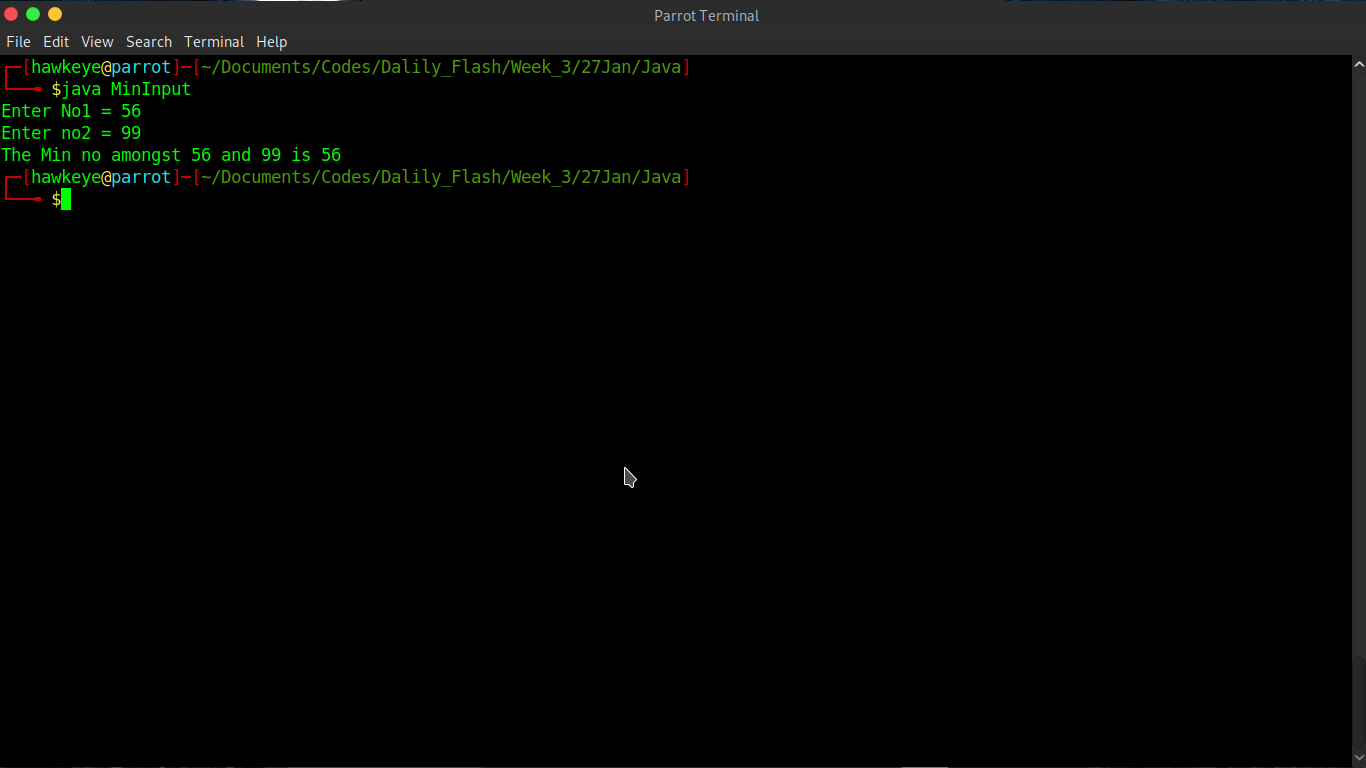 Parrot Terminal
File Edit View Search Terminal Help
┌─[hawkeye@parrot]─[~/Documents/Codes/Dalily_Flash/Week_3/27Jan/Java]
└──╼ $java MinInput
Enter No1 = 56
Enter no2 = 99
The Min no amongst 56 and 99 is 56
┌─[hawkeye@parrot]─[~/Documents/Codes/Dalily_Flash/Week_3/27Jan/Java]
└──╼ $